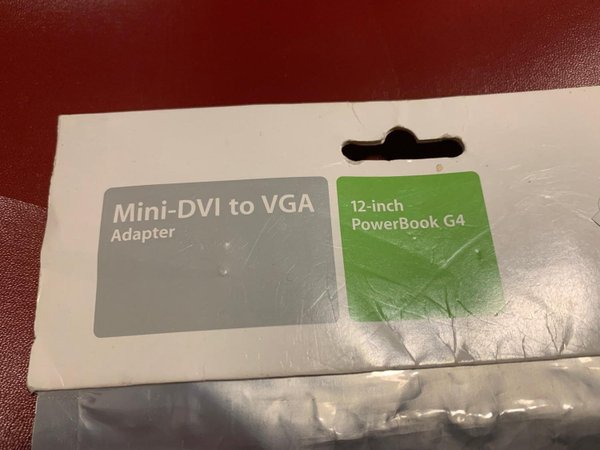 Mini-DVI to VGA
Adapter
12-inch
PowerBook G4